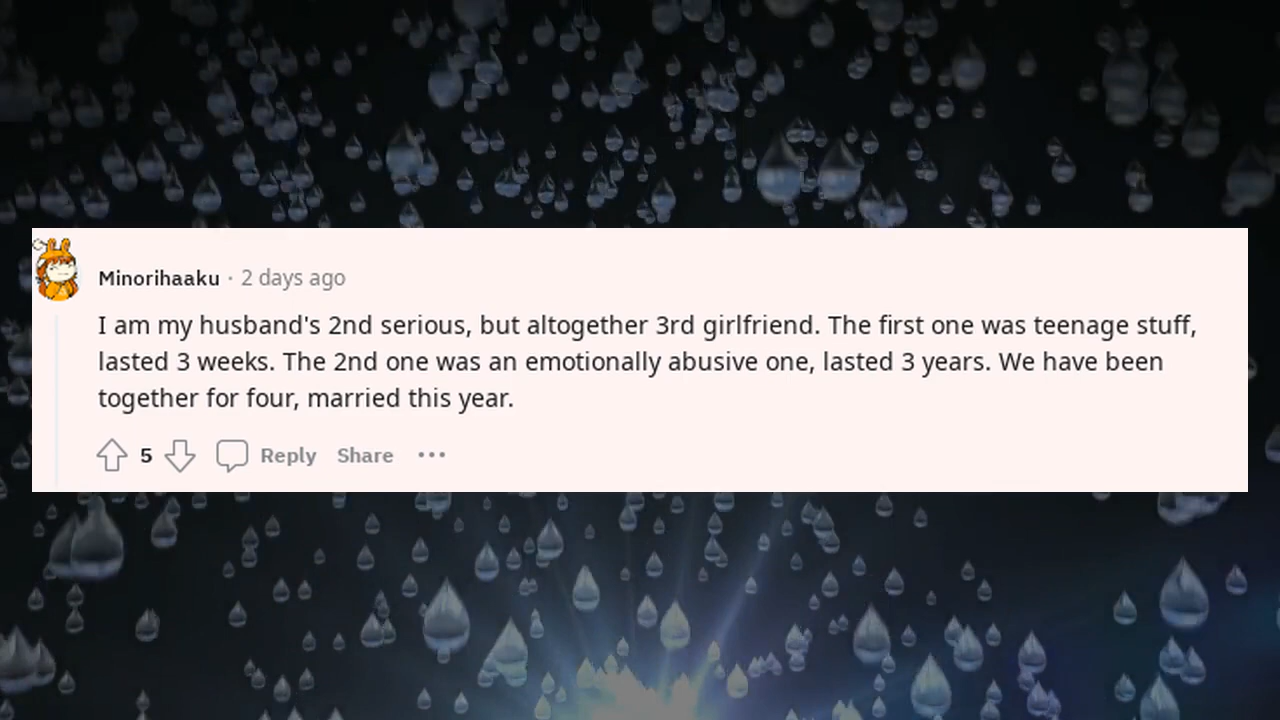 Minorihaaku · 2 days ago
I am my husband's 2nd serious, but altogether 3rd girlfriend. The first one was teenage stuff,
lasted 3 weeks. The 2nd one was an emotionally abusive one, lasted 3 years. We have been
together for four, married this year.
5 Reply Share ···